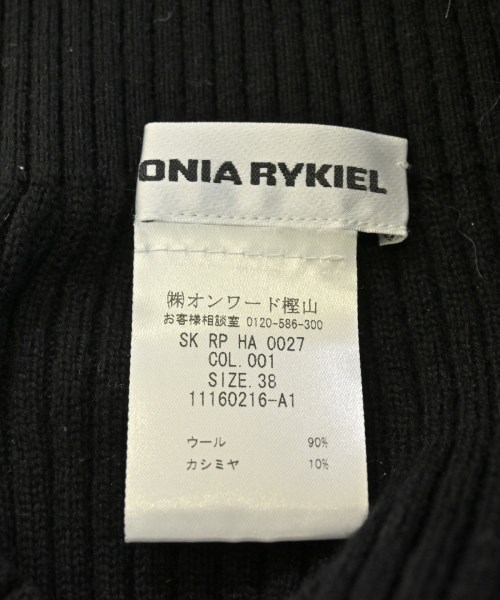 ONIA RYKIEL
㈱オンワード樫山
お客様相談室 0120-586-300
SK RP HA 0027
COL.001
SIZE.38
11160216-A1
ウール 90%
カシミヤ 10%